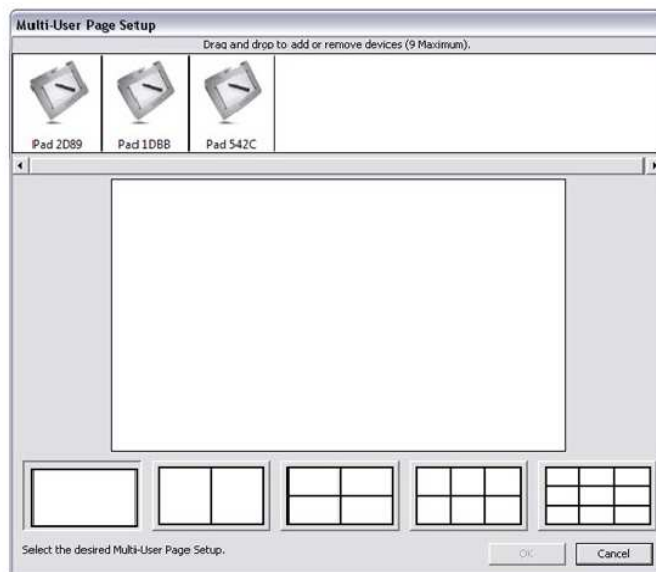 Multi-User Page Setup
Drag and drop to add or remove devices (9 Maximum).
Pad 2D89 Pad 1DBB Pad 542C
Select the desired Multi-User Page Setup.
OK Cancel